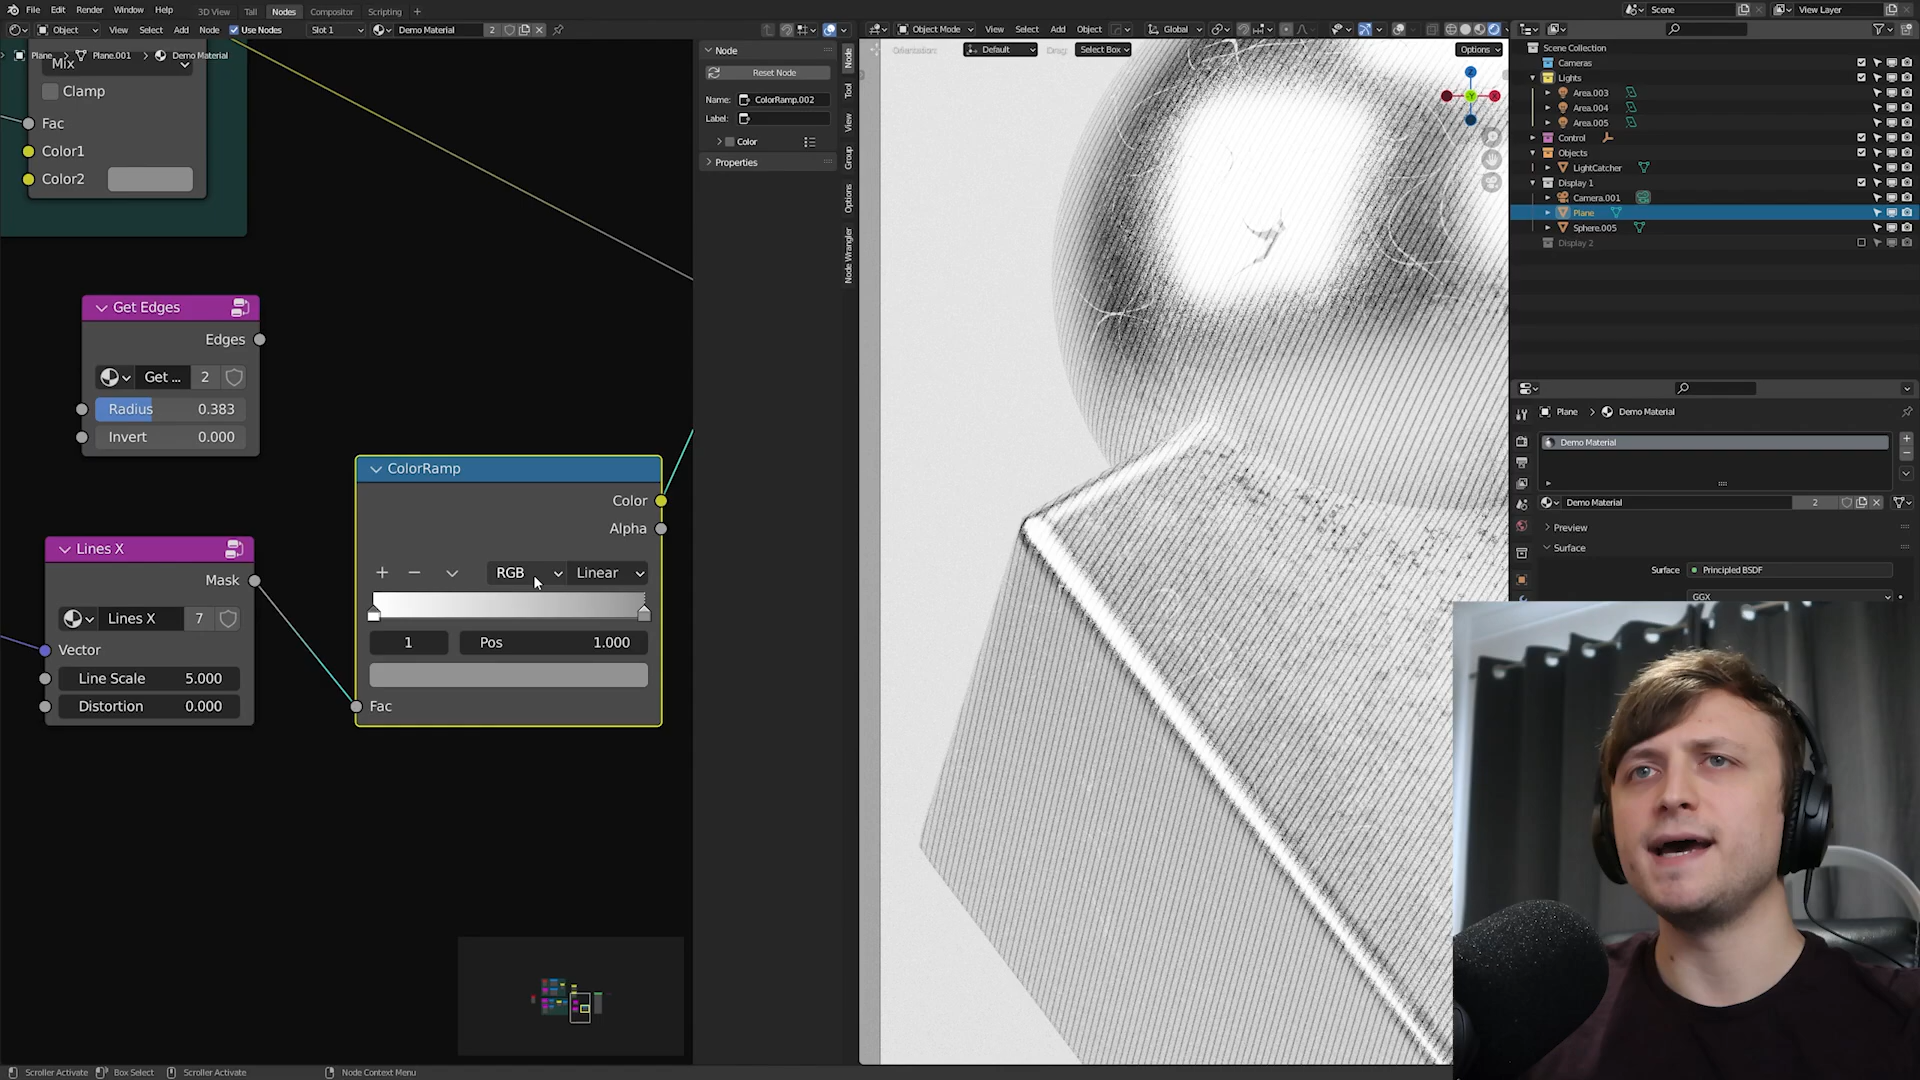 File Edit Render Window Help 3D View Tall Nodes Compositor Scripting +
Scene View Layer
Object View Select Add Node Use Nodes Slot 1 Demo Material 2
Object Mode View Select Add Object Global
Plane Plane.001 Demo Material
Orientation: Default Drag: Select Box Options
Mix
Clamp
Fac
Color1
Color2
Get Edges
Edges
Get ... 2
Radius 0.383
Invert 0.000
Lines X
Mask
Lines X 7
Vector
Line Scale 5.000
Distortion 0.000
ColorRamp
Color
Alpha
+ − RGB Linear
1 Pos 1.000
Fac
Node
Reset Node
Name: ColorRamp.002
Label:
Color
Properties
Node
Tool
View
Group
Options
Node Wrangler
Scene Collection
Cameras
Lights
Area.003
Area.004
Area.005
Control
Objects
LightCatcher
Display 1
Camera.001
Plane
Sphere.005
Display 2
Plane Demo Material
Demo Material
Demo Material 2
Preview
Surface
Surface Principled BSDF
GGX
Scroller Activate Box Select Scroller Activate Node Context Menu